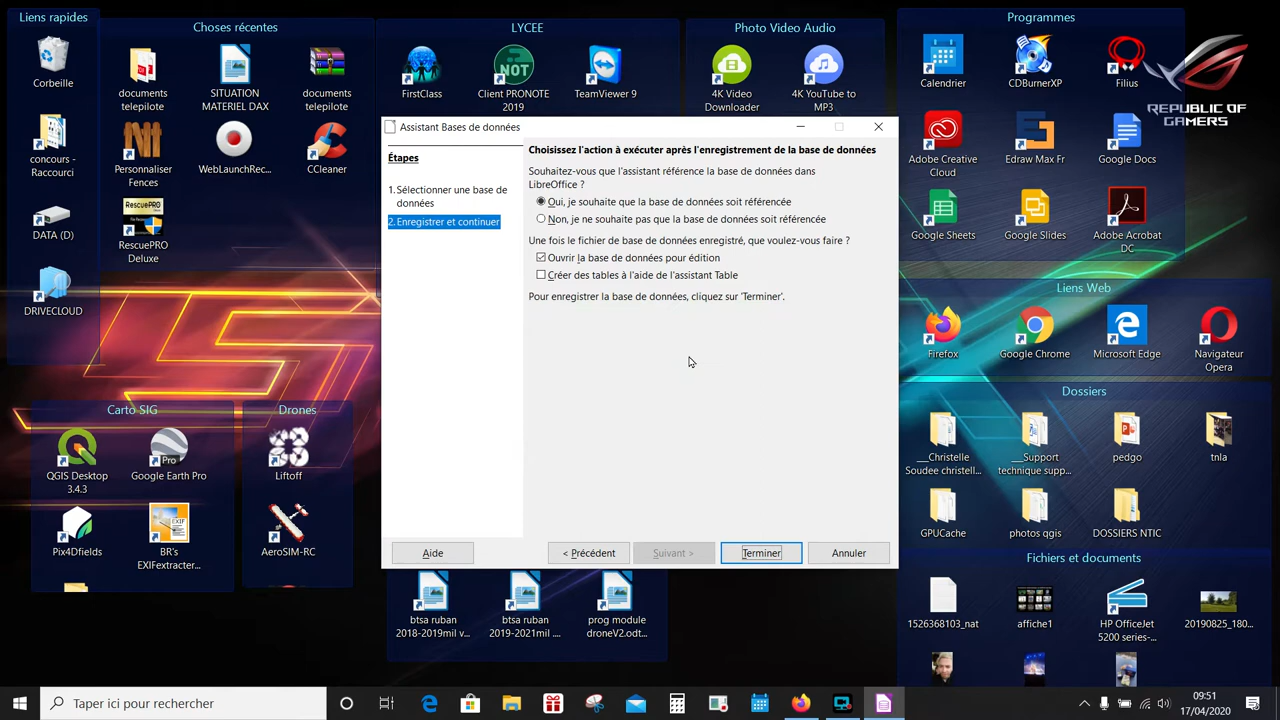 Liens rapides
Corbeille
concours -
Raccourci
DATA (D)
DRIVECLOUD
Choses récentes
documents
telepilote
SITUATION
MATERIEL DAX
documents
telepilote
Personnaliser
Fences
WebLaunchRec...
CCleaner
RescuePRO
Deluxe
LYCEE
FirstClass
NOT
Client PRONOTE
2019
TeamViewer 9
Photo Video Audio
4K Video
Downloader
4K YouTube to
MP3
Programmes
Calendrier
CDBurnerXP
Filius
Adobe Creative
Cloud
Edraw Max Fr
Google Docs
Google Sheets
Google Slides
Adobe Acrobat
DC
REPUBLIC OF
GAMERS
Assistant Bases de données
Étapes
1. Sélectionner une base de
données
2. Enregistrer et continuer
Choisissez l'action à exécuter après l'enregistrement de la base de données
Souhaitez-vous que l'assistant référence la base de données dans
LibreOffice ?
Oui, je souhaite que la base de données soit référencée
Non, je ne souhaite pas que la base de données soit référencée
Une fois le fichier de base de données enregistré, que voulez-vous faire ?
Ouvrir la base de données pour édition
Créer des tables à l'aide de l'assistant Table
Pour enregistrer la base de données, cliquez sur 'Terminer'.
Aide
< Précédent
Suivant >
Terminer
Annuler
Liens Web
Firefox
Google Chrome
Microsoft Edge
Navigateur
Opera
Dossiers
__Christelle
Soudee christell...
__Support
technique supp...
pedgo
tnla
GPUCache
photos qgis
DOSSIERS NTIC
Fichiers et documents
1526368103_nat
affiche1
HP OfficeJet
5200 series-...
20190825_180...
Carto SIG
QGIS Desktop
3.4.3
Pro
Google Earth Pro
Pix4Dfields
EXIF
BR's
EXIFextracter...
Drones
Liftoff
AeroSIM-RC
btsa ruban
2018-2019mil v...
btsa ruban
2019-2021mil ....
prog module
droneV2.odt...
Taper ici pour rechercher
09:51
17/04/2020